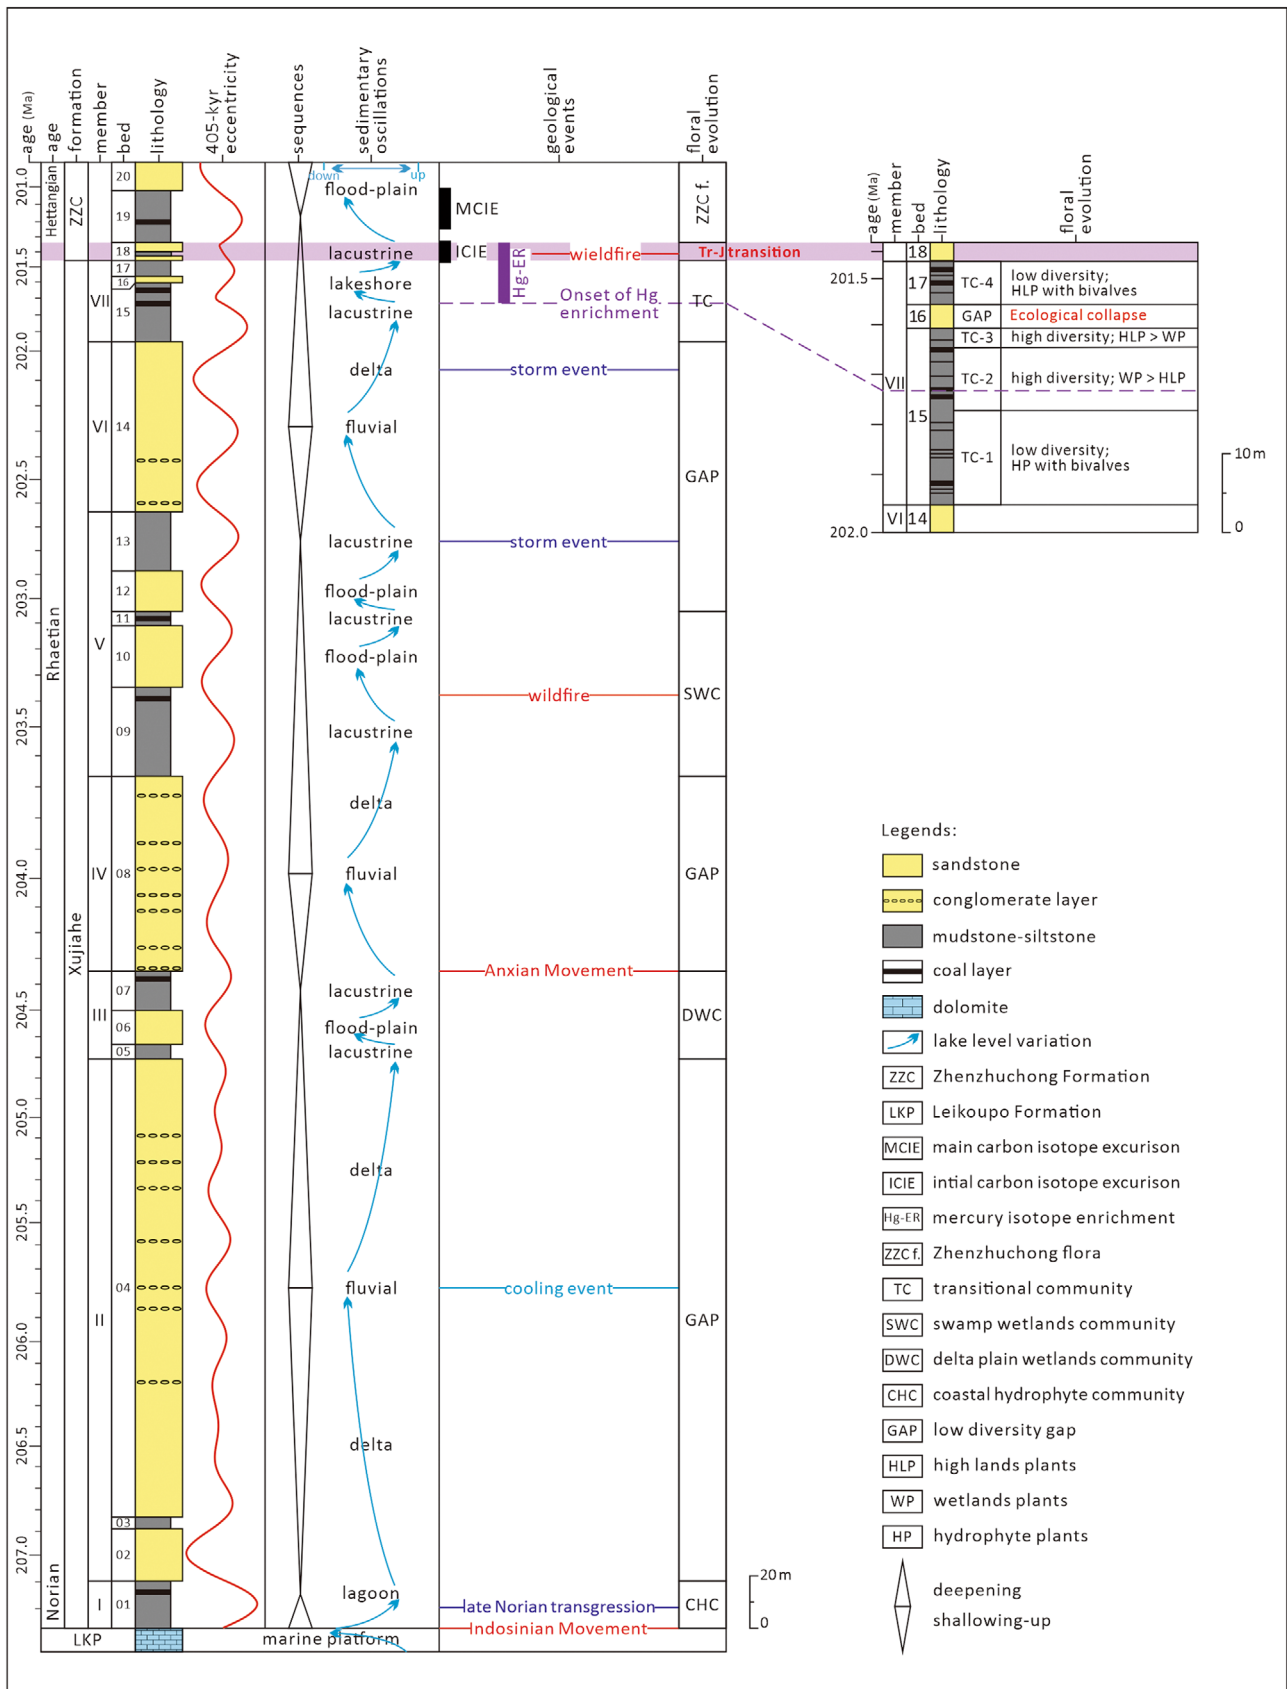 age (Ma)
age
formation
member
bed
lithology
405-kyr
eccentricity
sequences
sedimentary
oscillations
geological
events
floral
evolution
down
up
201.0
201.5
202.0
202.5
203.0
203.5
204.0
204.5
205.0
205.5
206.0
206.5
207.0
Hettangian
Rhaetian
Norian
ZZC
Xujiahe
LKP
VII
VI
V
IV
III
II
I
20
19
18
17
16
15
14
13
12
11
10
09
08
07
06
05
04
03
02
01
flood-plain
lacustrine
lakeshore
lacustrine
delta
fluvial
lacustrine
flood-plain
lacustrine
flood-plain
lacustrine
delta
fluvial
lacustrine
flood-plain
lacustrine
delta
fluvial
delta
lagoon
marine platform
MCIE
ICIE
Hg-ER
wieldfire
Onset of Hg
enrichment
storm event
storm event
wildfire
Anxian Movement
cooling event
late Norian transgression
Indosinian Movement
ZZC f.
Tr-J transition
TC
GAP
SWC
GAP
DWC
GAP
CHC
20 m
0
age (Ma)
member
bed
lithology
floral
evolution
201.5
202.0
VII
VI
18
17
16
15
14
TC-4
low diversity;
HLP with bivalves
GAP
Ecological collapse
TC-3
high diversity; HLP > WP
TC-2
high diversity; WP > HLP
TC-1
low diversity;
HP with bivalves
10 m
0
Legends:
sandstone
conglomerate layer
mudstone-siltstone
coal layer
dolomite
lake level variation
ZZC Zhenzhuchong Formation
LKP Leikoupo Formation
MCIE main carbon isotope excurison
ICIE intial carbon isotope excurison
Hg-ER mercury isotope enrichment
ZZC f. Zhenzhuchong flora
TC transitional community
SWC swamp wetlands community
DWC delta plain wetlands community
CHC coastal hydrophyte community
GAP low diversity gap
HLP high lands plants
WP wetlands plants
HP hydrophyte plants
deepening
shallowing-up